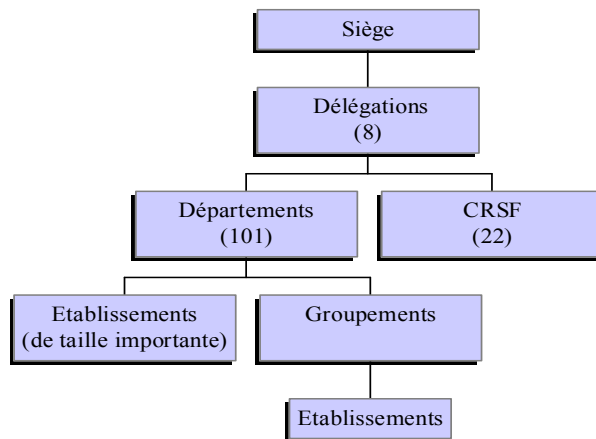 Siège
Délégations
(8)
Départements
(101)
CRSF
(22)
Etablissements
(de taille importante)
Groupements
Etablissements